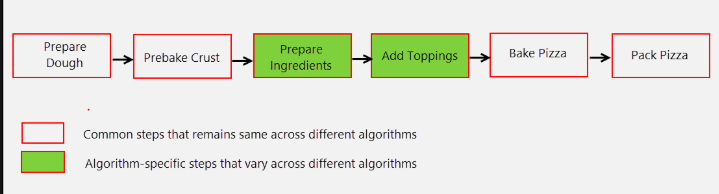 Prepare
Dough
Prebake Crust
Prepare
Ingredients
Add Toppings
Bake Pizza
Pack Pizza
Common steps that remains same across different algorithms
Algorithm-specific steps that vary across different algorithms